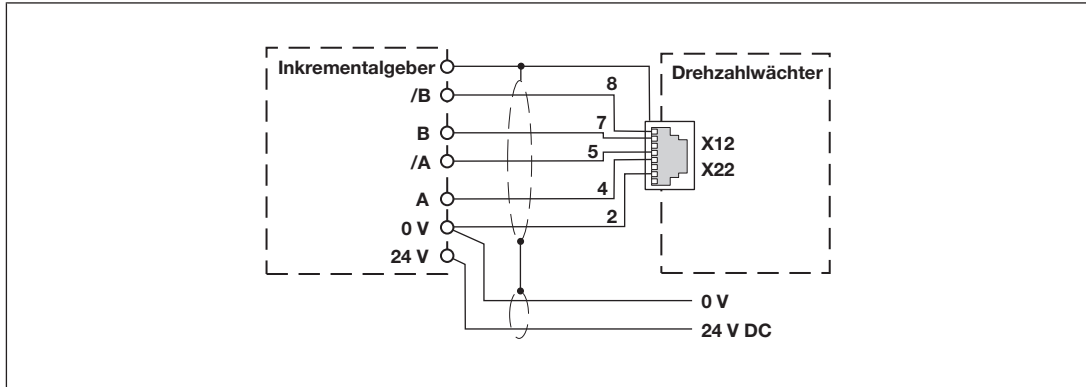 Inkrementalgeber
Drehzahlwächter
/B
8
B
7
X12
/A
5
X22
A
4
0 V
2
24 V
0 V
24 V DC